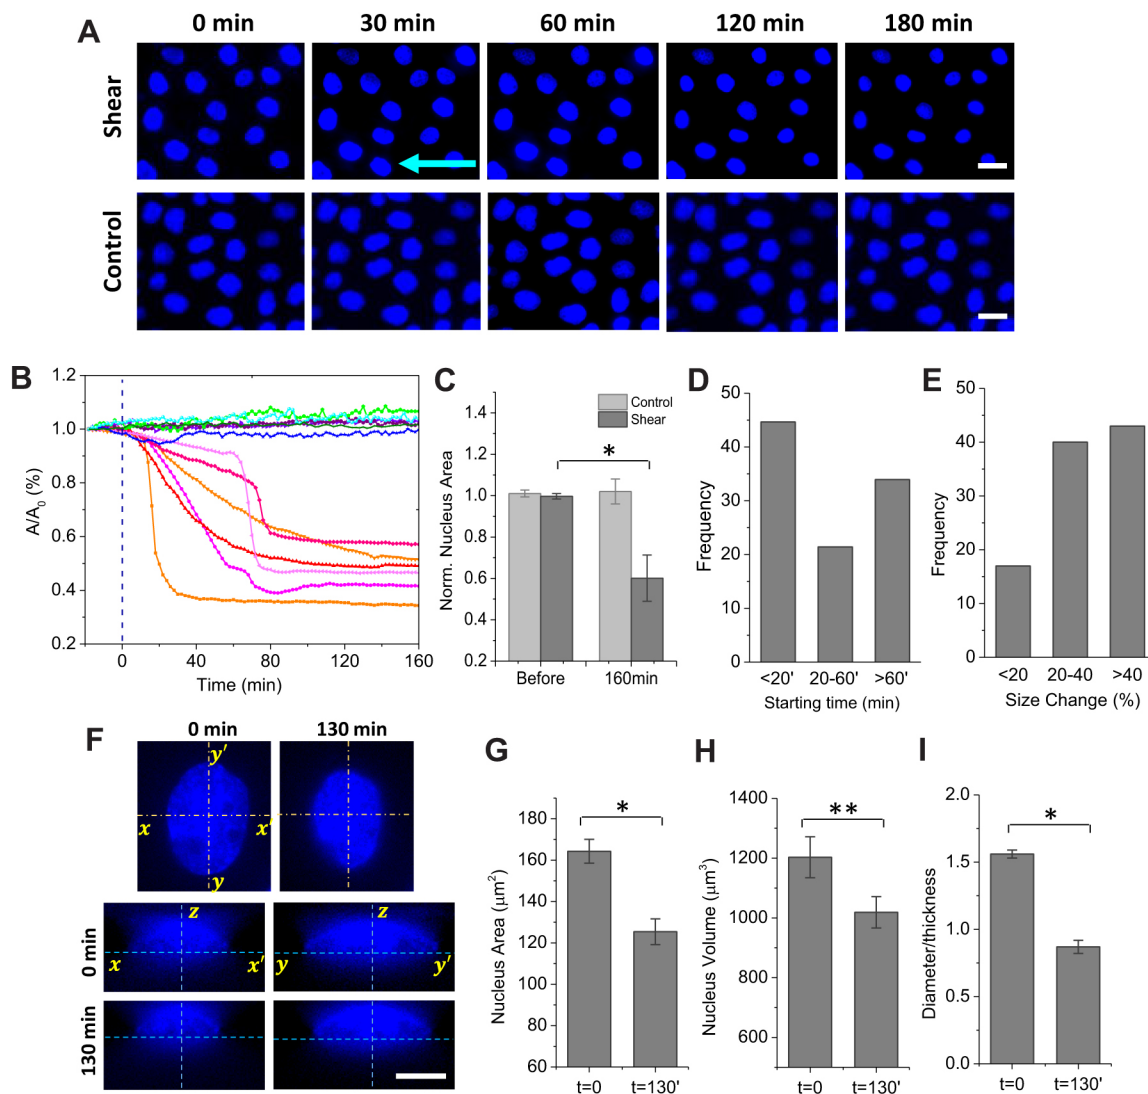 A
0 min 30 min 60 min 120 min 180 min
Shear
Control
B
A/A0 (%)
1.2
1.0
0.8
0.6
0.4
0.2
0 40 80 120 160
Time (min)
C
Norm. Nucleus Area
Control
Shear
*
1.4
1.2
1.0
0.8
0.6
0.4
0.2
Before 160min
D
Frequency
50
40
30
20
10
0
<20' 20-60' >60'
Starting time (min)
E
Frequency
50
40
30
20
10
0
<20 20-40 >40
Size Change (%)
F
0 min 130 min
y′
x x′
y
0 min
z z
x x′ y y′
130 min
G
Nucleus Area (μm²)
*
180
160
140
120
100
80
60
t=0 t=130'
H
Nucleus Volume (μm³)
**
1400
1200
1000
800
600
t=0 t=130'
I
Diameter/thickness
*
2.0
1.5
1.0
0.5
0.0
t=0 t=130'